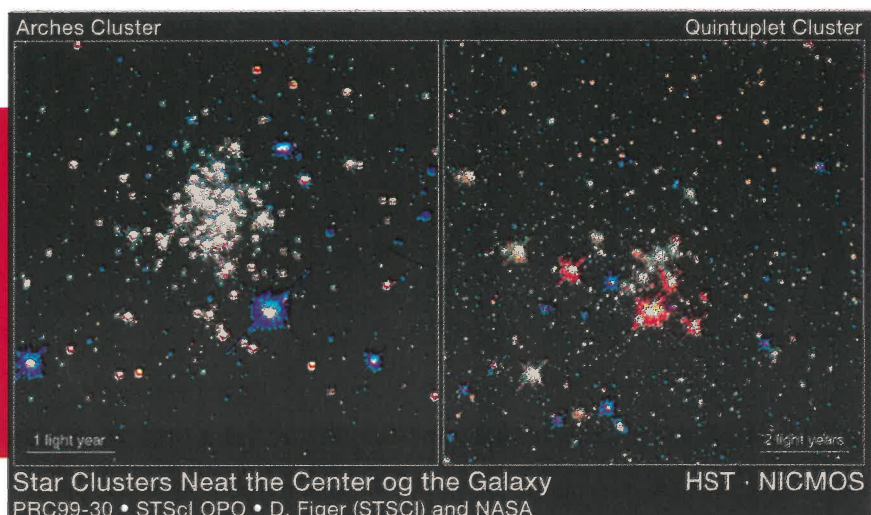 Arches Cluster
Quintuplet Cluster
1 light year
2 light years
Star Clusters Neat the Center og the Galaxy
HST · NICMOS
PRC99-30 • STScI OPO • D. Figer (STSCI) and NASA